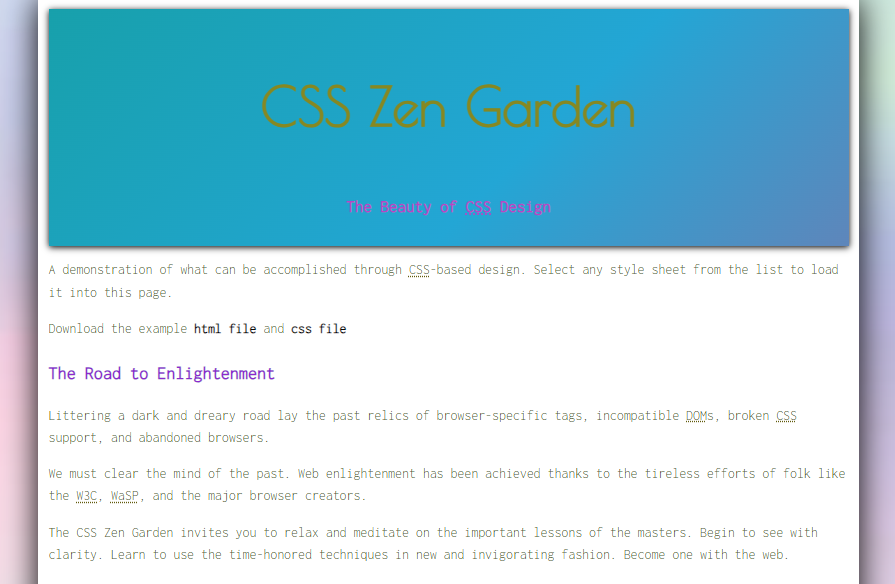 CSS Zen Garden
The Beauty of CSS Design
A demonstration of what can be accomplished through CSS-based design. Select any style sheet from the list to load
it into this page.
Download the example html file and css file
The Road to Enlightenment
Littering a dark and dreary road lay the past relics of browser-specific tags, incompatible DOMs, broken CSS
support, and abandoned browsers.
We must clear the mind of the past. Web enlightenment has been achieved thanks to the tireless efforts of folk like
the W3C, WaSP, and the major browser creators.
The CSS Zen Garden invites you to relax and meditate on the important lessons of the masters. Begin to see with
clarity. Learn to use the time-honored techniques in new and invigorating fashion. Become one with the web.